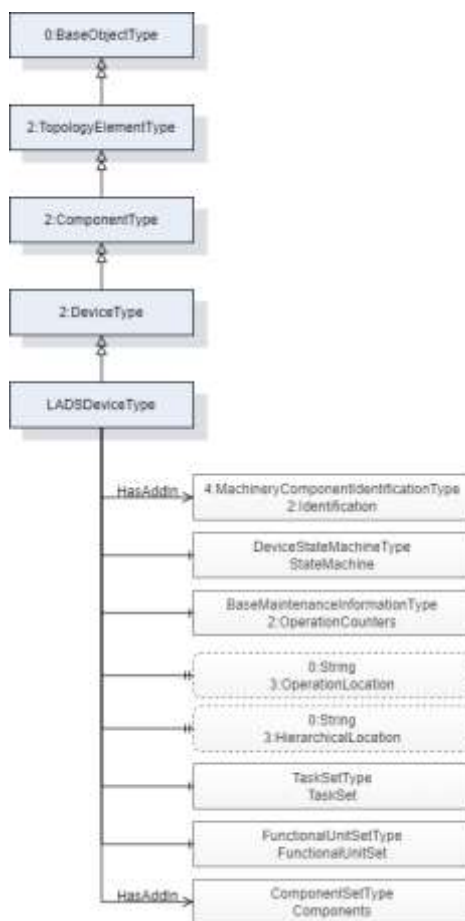 0:BaseObjectType
2:TopologyElementType
2:ComponentType
2:DeviceType
LADSDeviceType
HasAddIn
4:MachineryComponentIdentificationType
2:Identification
DeviceStateMachineType
StateMachine
BaseMaintenanceInformationType
2:OperationCounters
0:String
3:OperationLocation
0:String
3:HierarchicalLocation
TaskSetType
TaskSet
FunctionalUnitSetType
FunctionalUnitSet
HasAddIn
ComponentSetType
Components